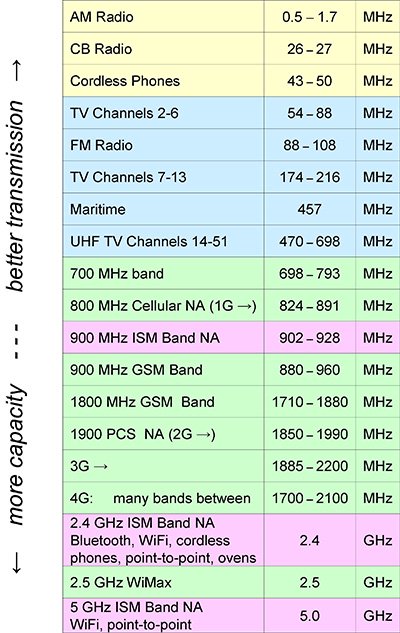 AM Radio 0.5 – 1.7 MHz
CB Radio 26 – 27 MHz
Cordless Phones 43 – 50 MHz
TV Channels 2-6 54 – 88 MHz
FM Radio 88 – 108 MHz
TV Channels 7-13 174 – 216 MHz
Maritime 457 MHz
UHF TV Channels 14-51 470 – 698 MHz
700 MHz band 698 – 793 MHz
800 MHz Cellular NA (1G →) 824 – 891 MHz
900 MHz ISM Band NA 902 – 928 MHz
900 MHz GSM Band 880 – 960 MHz
1800 MHz GSM Band 1710 - 1880 MHz
1900 PCS NA (2G →) 1850 - 1990 MHz
3G → 1885-2200 MHz
4G: many bands between 1700 – 2100 MHz
2.4 GHz ISM Band NA
Bluetooth, WiFi, cordless 2.4 GHz
phones, point-to-point, ovens
2.5 GHz WiMax 2.5 GHz
5 GHz ISM Band NA 5.0 GHz
WiFi, point-to-point
← more capacity --- better transmission →